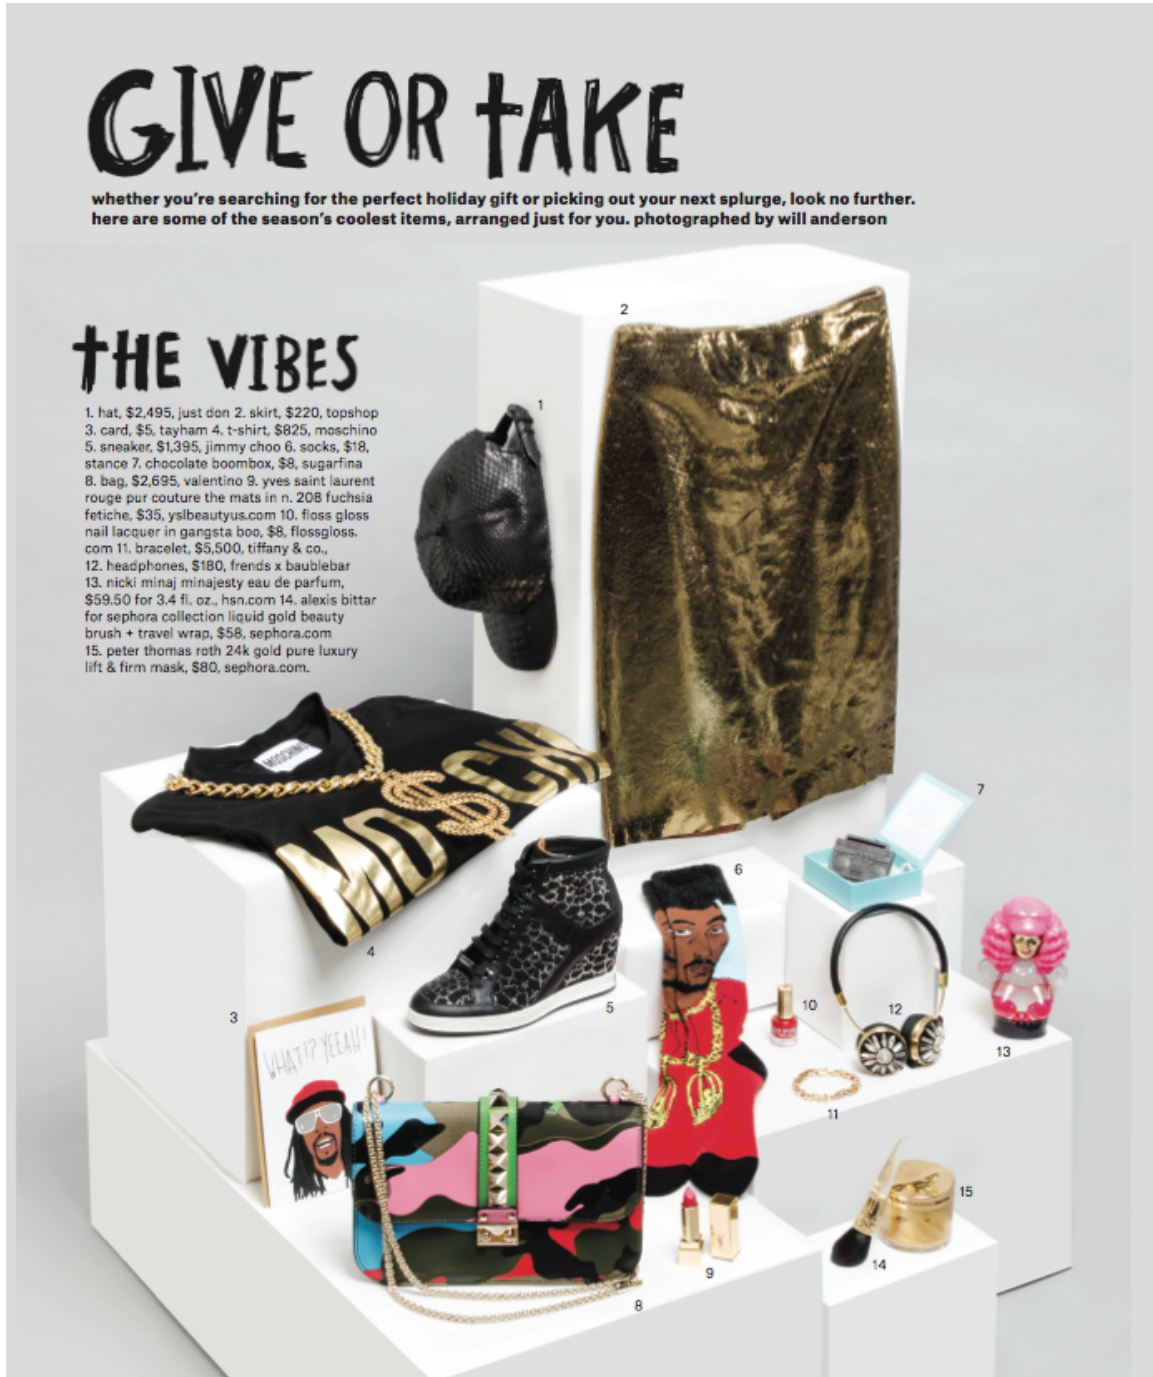 GIVE OR tAKE
whether you're searching for the perfect holiday gift or picking out your next splurge, look no further.
here are some of the season's coolest items, arranged just for you. photographed by will anderson
tHE VIBES
1. hat, $2,495, just don 2. skirt, $220, topshop
3. card, $5, tayham 4. t-shirt, $825, moschino
5. sneaker, $1,395, jimmy choo 6. socks, $18,
stance 7. chocolate boombox, $8, sugarfina
8. bag, $2,695, valentino 9. yves saint laurent
rouge pur couture the mats in n. 208 fuchsia
fetiche, $35, yslbeautyus.com 10. floss gloss
nail lacquer in gangsta boo, $8, flossgloss.
com 11. bracelet, $5,500, tiffany & co.,
12. headphones, $180, frends x baublebar
13. nicki minaj minajesty eau de parfum,
$59.50 for 3.4 fl. oz., hsn.com 14. alexis bittar
for sephora collection liquid gold beauty
brush + travel wrap, $58, sephora.com
15. peter thomas roth 24k gold pure luxury
lift & firm mask, $80, sephora.com.
2
1
MOSCHINO
MO$CH
7
6
4
5
3
WHAT!? YEEAH!
10
12
13
11
15
14
9
8